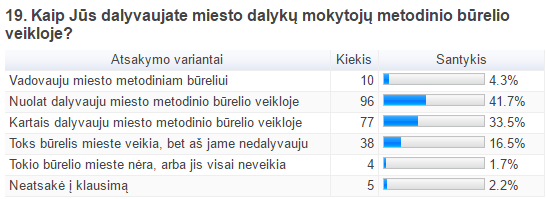 19. Kaip Jūs dalyvaujate miesto dalykų mokytojų metodinio būrelio
veikloje?
Atsakymo variantai Kiekis Santykis
Vadovauju miesto metodiniam būreliui 10 4.3%
Nuolat dalyvauju miesto metodinio būrelio veikloje 96 41.7%
Kartais dalyvauju miesto metodinio būrelio veikloje 77 33.5%
Toks būrelis mieste veikia, bet aš jame nedalyvauju 38 16.5%
Tokio būrelio mieste nėra, arba jis visai neveikia 4 1.7%
Neatsakė į klausimą 5 2.2%